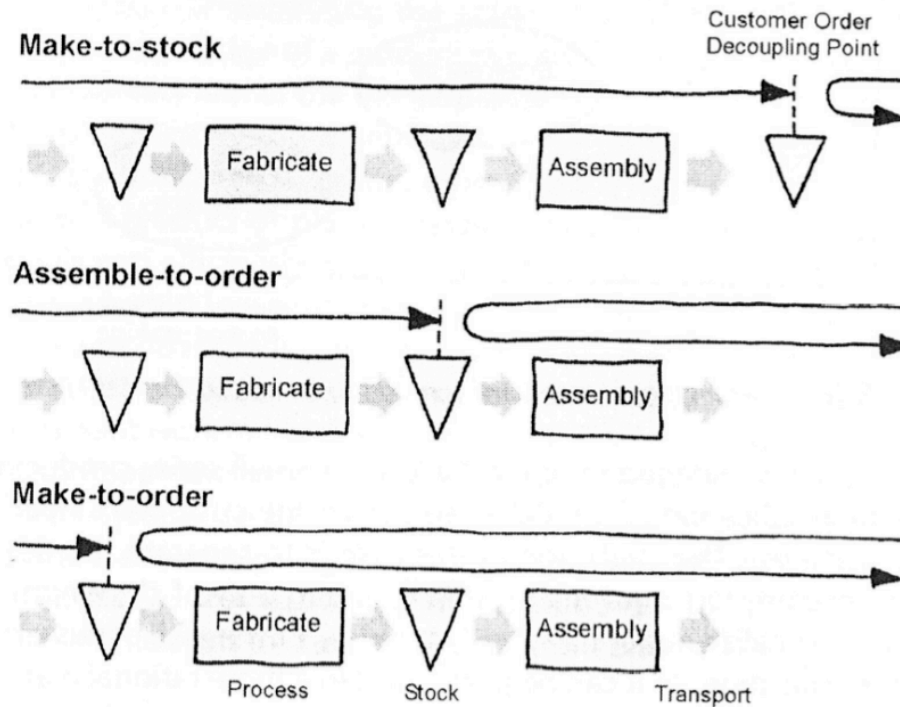 Customer Order
Decoupling Point
Make-to-stock
Fabricate
Assembly
Assemble-to-order
Fabricate
Assembly
Make-to-order
Fabricate
Assembly
Process
Stock
Transport